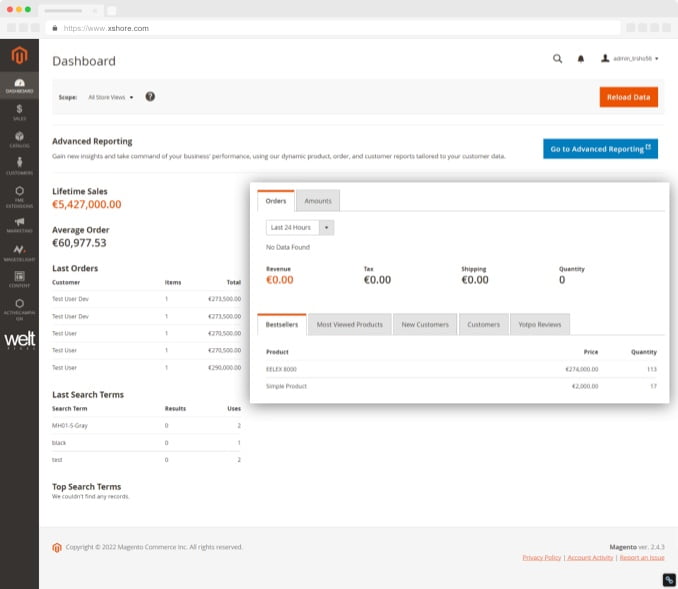 https://www.xshore.com
Dashboard
admin_trsho56
DASHBOARD
SALES
CATALOG
CUSTOMERS
FME
EXTENSIONS
MARKETING
MAGEDELIGHT
CONTENT
ACTIVECAMPAI
GN
welt
Scope: All Store Views ?
Reload Data
Advanced Reporting
Gain new insights and take command of your business' performance, using our dynamic product, order, and customer reports tailored to your customer data.
Go to Advanced Reporting
Lifetime Sales
€5,427,000.00
Average Order
€60,977.53
Last Orders
Customer Items Total
Test User Dev 1 €273,500.00
Test User Dev 1 €273,500.00
Test User 1 €270,500.00
Test User 1 €270,500.00
Test User 1 €290,000.00
Last Search Terms
Search Term Results Uses
MH01-S-Gray 0 2
black 0 1
test 0 2
Top Search Terms
We couldn't find any records.
Orders Amounts
Last 24 Hours
No Data Found
Revenue Tax Shipping Quantity
€0.00 €0.00 €0.00 0
Bestsellers Most Viewed Products New Customers Customers Yotpo Reviews
Product Price Quantity
EELEX 8000 €274,000.00 113
Simple Product €2,000.00 17
Copyright © 2022 Magento Commerce Inc. All rights reserved.
Magento ver. 2.4.3
Privacy Policy | Account Activity | Report an Issue